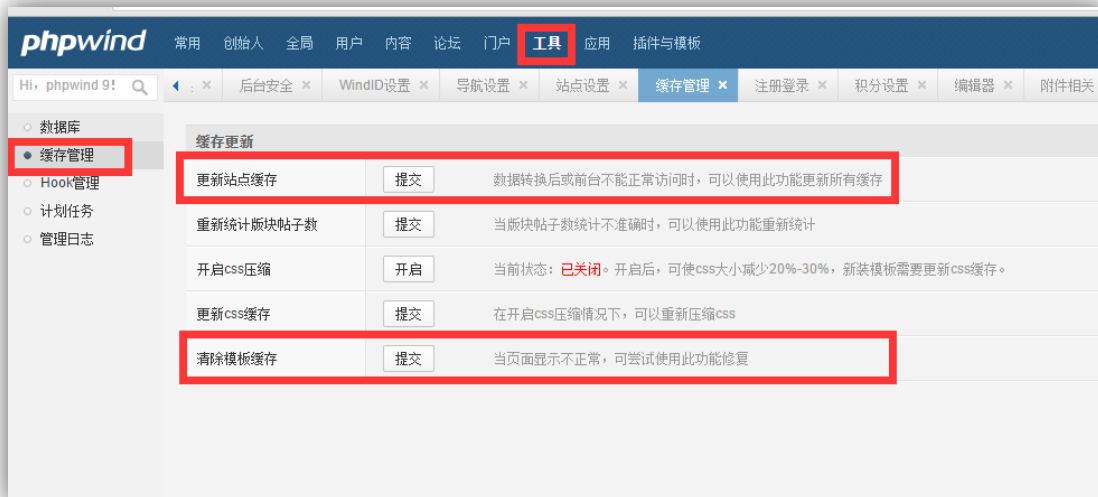 phpwind 常用 创始人 全局 用户 内容 论坛 门户 工具 应用 插件与模板
Hi，phpwind 9! : × 后台安全 × WindID设置 × 导航设置 × 站点设置 × 缓存管理 × 注册登录 × 积分设置 × 编辑器 × 附件相关
数据库
缓存管理
Hook管理
计划任务
管理日志
缓存更新
更新站点缓存 提交 数据转换后或前台不能正常访问时，可以使用此功能更新所有缓存
重新统计版块帖子数 提交 当版块帖子数统计不准确时，可以使用此功能重新统计
开启css压缩 开启 当前状态：已关闭。开启后，可使css大小减少20%-30%，新装模板需要更新css缓存。
更新css缓存 提交 在开启css压缩情况下，可以重新压缩css
清除模板缓存 提交 当页面显示不正常，可尝试使用此功能修复